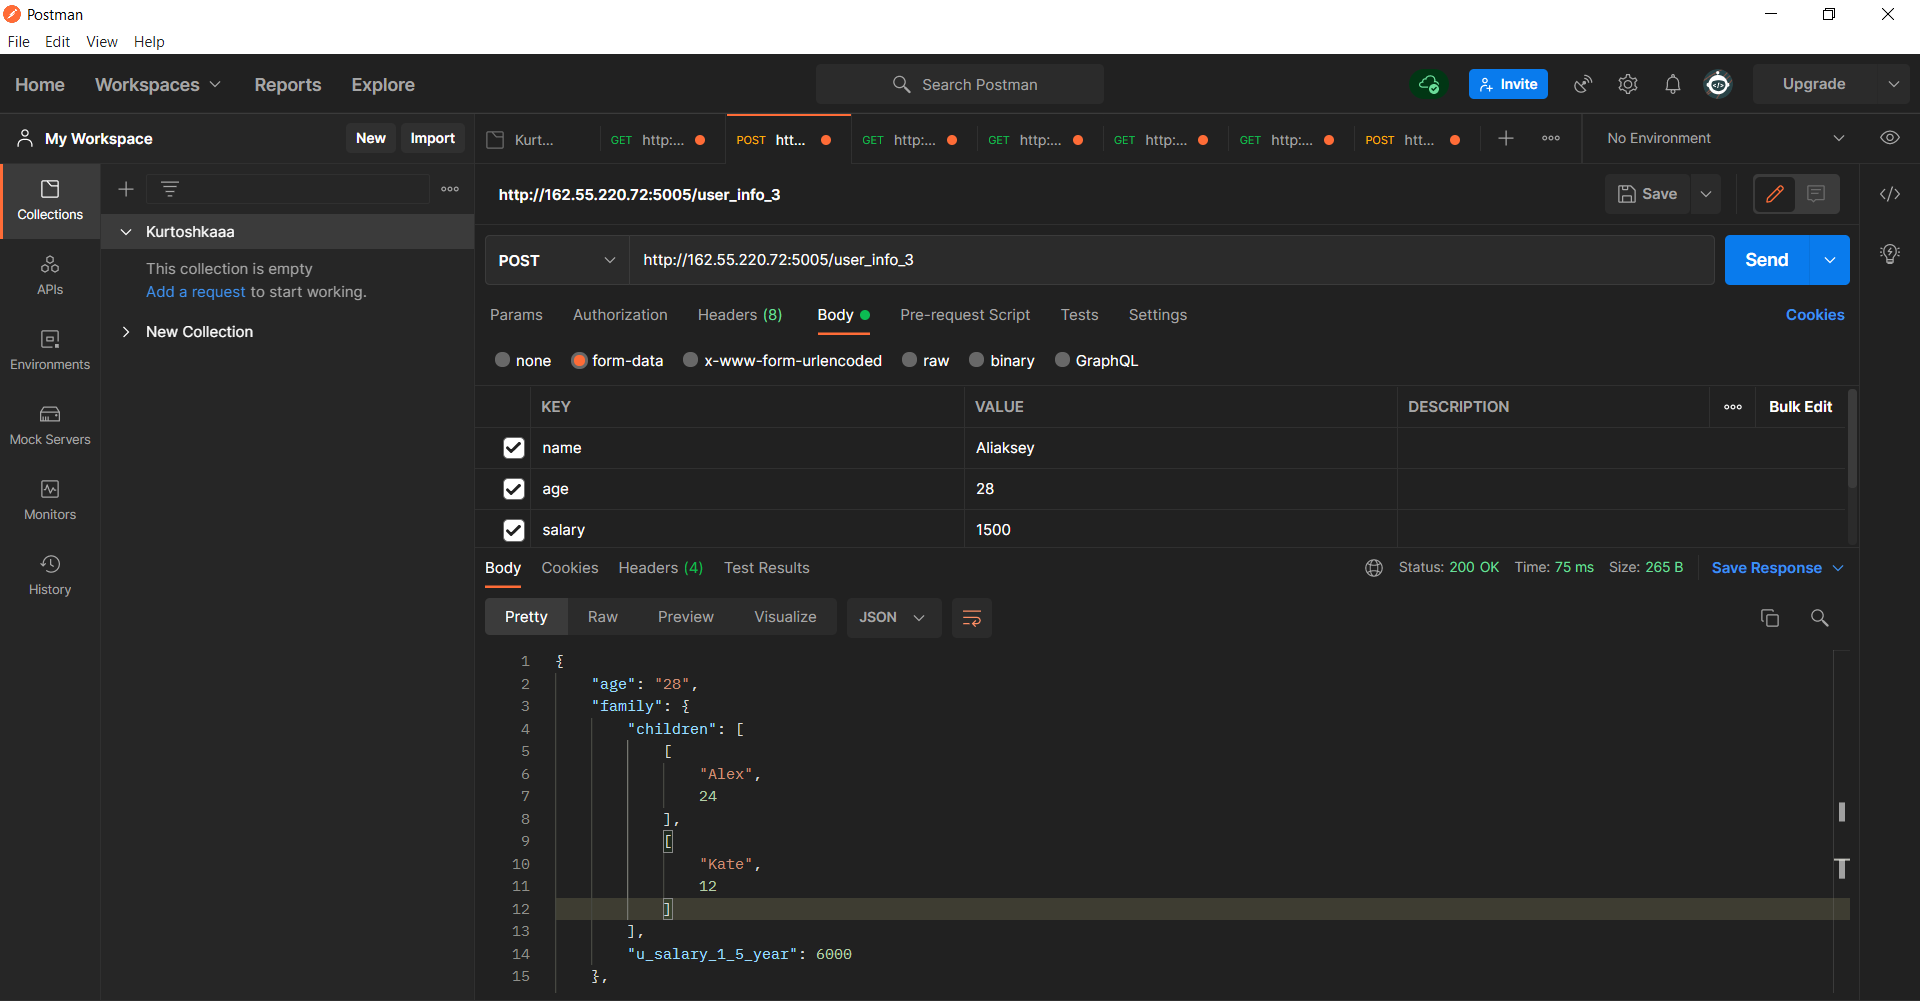 Postman
File Edit View Help
Home Workspaces Reports Explore Search Postman Invite Upgrade
My Workspace New Import Kurt... GET http:... POST htt... GET http:... GET http:... GET http:... GET http:... POST htt... No Environment
Collections
APIs
Environments
Mock Servers
Monitors
History
Kurtoshkaaa
This collection is empty
Add a request to start working.
New Collection
http://162.55.220.72:5005/user_info_3 Save
POST http://162.55.220.72:5005/user_info_3 Send
Params Authorization Headers (8) Body Pre-request Script Tests Settings Cookies
none form-data x-www-form-urlencoded raw binary GraphQL
KEY VALUE DESCRIPTION Bulk Edit
name Aliaksey
age 28
salary 1500
Body Cookies Headers (4) Test Results Status: 200 OK Time: 75 ms Size: 265 B Save Response
Pretty Raw Preview Visualize JSON
1 {
2 "age": "28",
3 "family": {
4 "children": [
5 [
6 "Alex",
7 24
8 ],
9 [
10 "Kate",
11 12
12 ]
13 ],
14 "u_salary_1_5_year": 6000
15 },